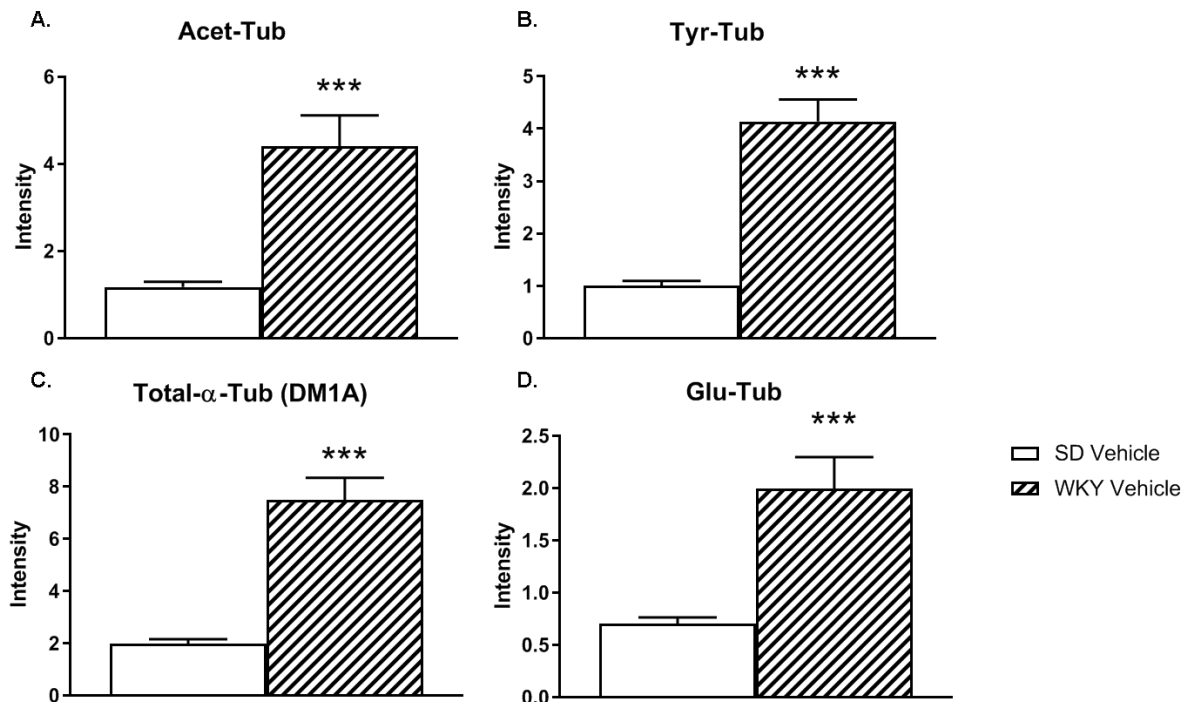 A.
Acet-Tub
Intensity
6
4
2
0
***
B.
Tyr-Tub
Intensity
5
4
3
2
1
0
***
C.
Total-α-Tub (DM1A)
Intensity
10
8
6
4
2
0
***
D.
Glu-Tub
Intensity
2.5
2.0
1.5
1.0
0.5
0.0
***
SD Vehicle
WKY Vehicle